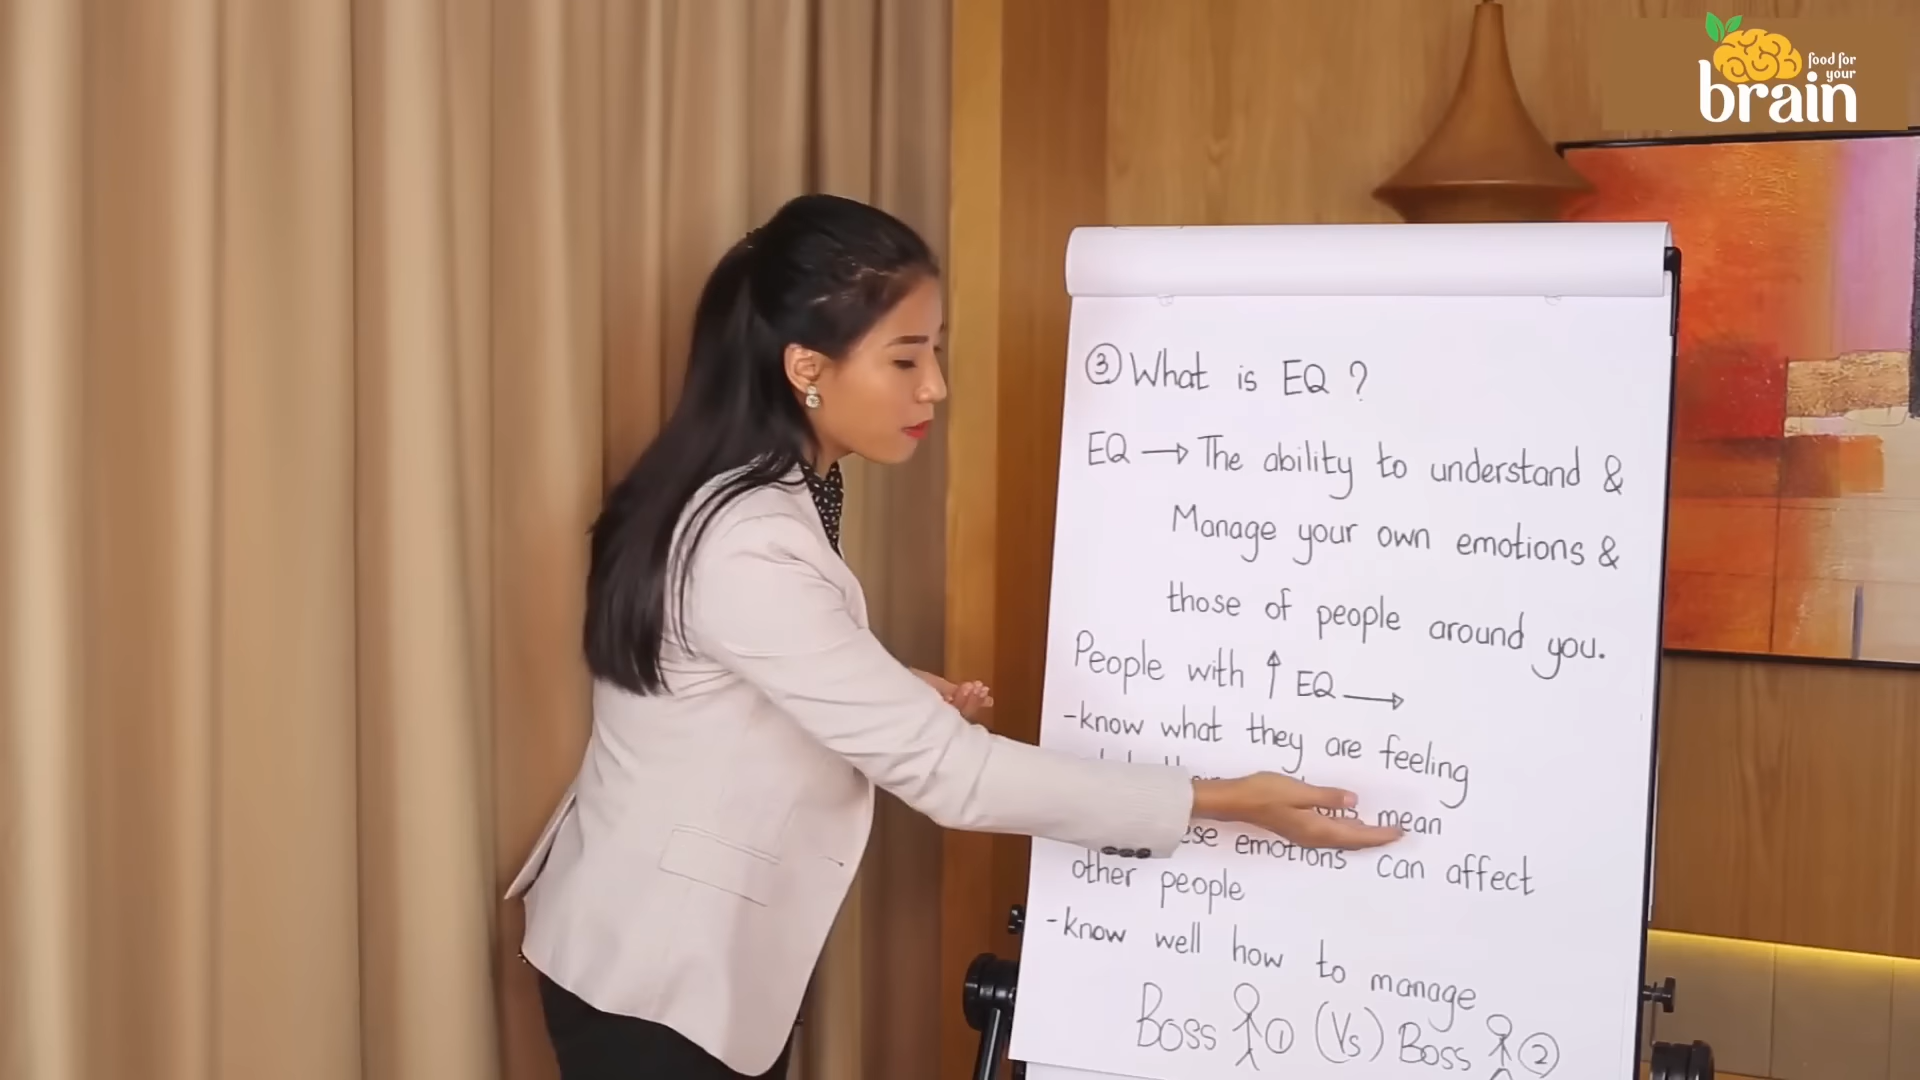 food for
your
brain
③ What is EQ ?
EQ → The ability to understand &
Manage your own emotions &
those of people around you.
People with ↑ EQ →
-know what they are feeling
mean
emotions can affect
other people
-know well how to manage
Boss ① (Vs) Boss ②